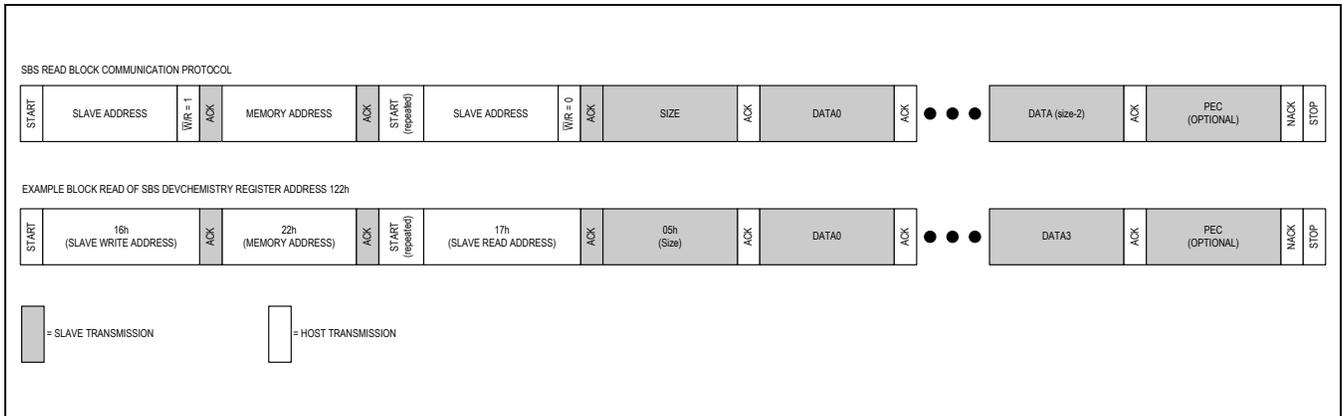 SBS READ BLOCK COMMUNICATION PROTOCOL
START
SLAVE ADDRESS
W̅/R = 1
ACK
MEMORY ADDRESS
ACK
START
(repeated)
SLAVE ADDRESS
W̅/R = 0
ACK
SIZE
ACK
DATA0
ACK
DATA (size-2)
ACK
PEC
(OPTIONAL)
NACK
STOP
EXAMPLE BLOCK READ OF SBS DEVCHEMISTRY REGISTER ADDRESS 122h
START
16h
(SLAVE WRITE ADDRESS)
ACK
22h
(MEMORY ADDRESS)
ACK
START
(repeated)
17h
(SLAVE READ ADDRESS)
ACK
05h
(Size)
ACK
DATA0
ACK
DATA3
ACK
PEC
(OPTIONAL)
NACK
STOP
= SLAVE TRANSMISSION
= HOST TRANSMISSION